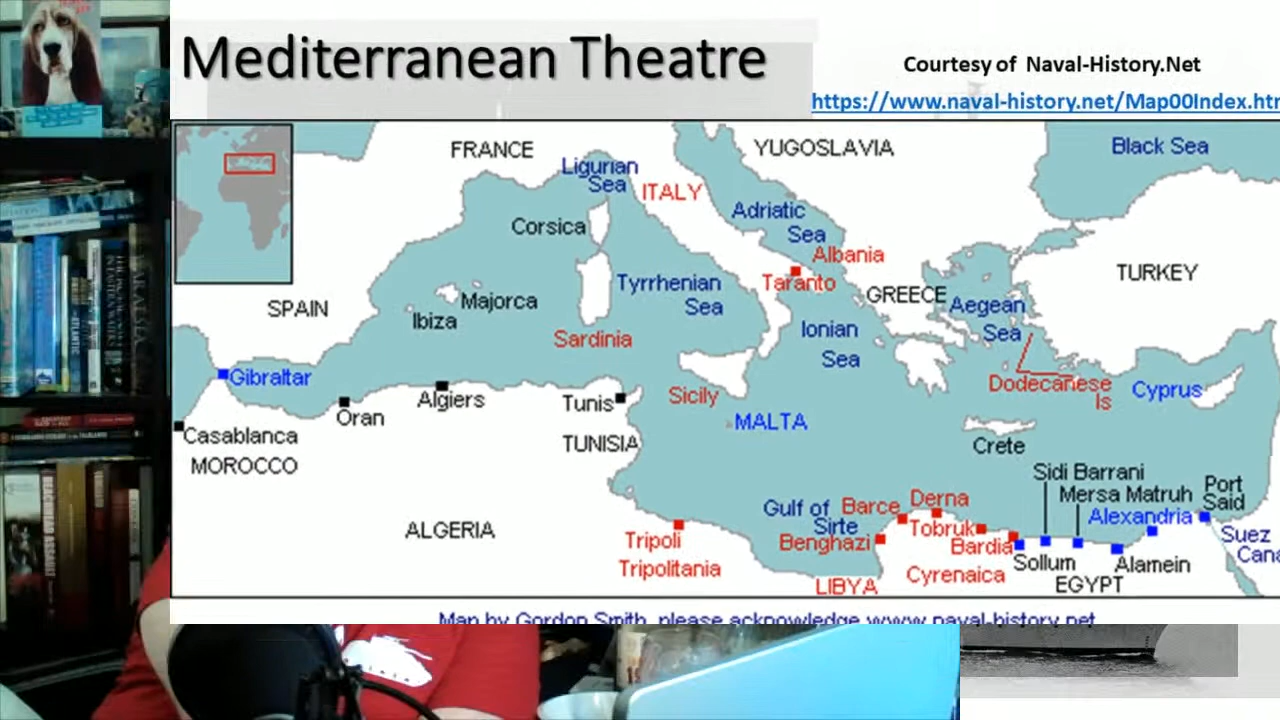 Mediterranean Theatre
Courtesy of Naval-History.Net
https://www.naval-history.net/Map00Index.htm
FRANCE
YUGOSLAVIA
Black Sea
Ligurian
Sea
ITALY
Adriatic
Sea
Corsica
Albania
Taranto
TURKEY
Tyrrhenian
Sea
GREECE
Aegean
Sea
SPAIN
Majorca
Ibiza
Ionian
Sea
Sardinia
Gibraltar
Dodecanese
Is
Cyprus
Sicily
Algiers
Tunis
Oran
MALTA
Casablanca
MOROCCO
TUNISIA
Crete
Sidi Barrani
Mersa Matruh
Port
Said
Alexandria
Gulf of
Sirte
Barce
Derna
Tobruk
ALGERIA
Tripoli
Benghazi
Bardia
Suez
Cana
Sollum
Alamein
Tripolitania
Cyrenaica
LIBYA
EGYPT
Map by Gordon Smith, please acknowledge www.naval-history.net